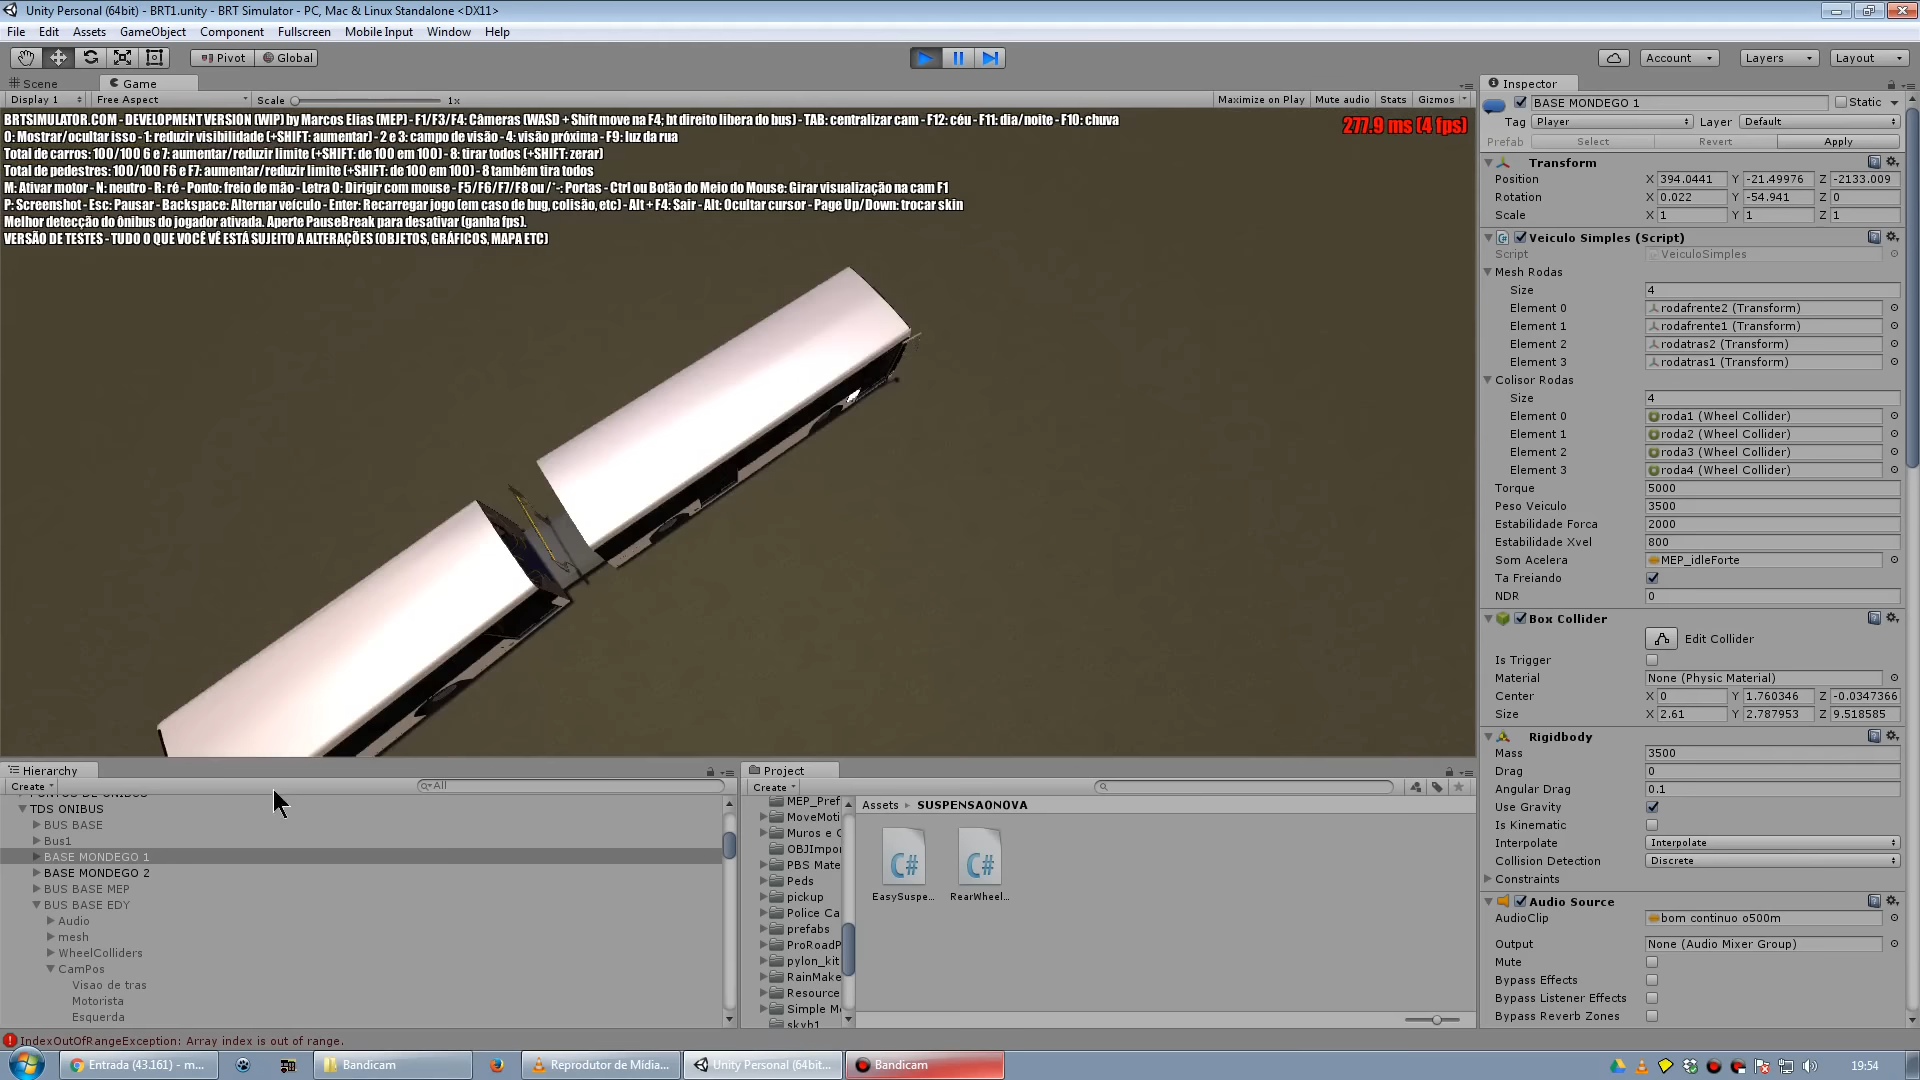 Unity Personal (64bit) - BRT1.unity - BRT Simulator - PC, Mac & Linux Standalone <DX11>
File Edit Assets GameObject Component Fullscreen Mobile Input Window Help
Pivot Global Account Layers Layout
Scene Game
Display 1 Free Aspect Scale 1x Maximize on Play Mute audio Stats Gizmos
BRTSIMULATOR.COM - DEVELOPMENT VERSION (WIP) by Marcos Elias (MEP) - F1/F3/F4: Câmeras (WASD + Shift move na F4; bt direito libera do bus) - TAB: centralizar cam - F12: céu - F11: dia/noite - F10: chuva
0: Mostrar/ocultar isso - 1: reduzir visibilidade (+SHIFT: aumentar) - 2 e 3: campo de visão - 4: visão próxima - F9: luz da rua
Total de carros: 100/100 6 e 7: aumentar/reduzir limite (+SHIFT: de 100 em 100) - 8: tirar todos (+SHIFT: zerar)
Total de pedestres: 100/100 F6 e F7: aumentar/reduzir limite (+SHIFT: de 100 em 100) - 8 também tira todos
M: Ativar motor - N: neutro - R: ré - Ponto: freio de mão - Letra O: Dirigir com mouse - F5/F6/F7/F8 ou /*-: Portas - Ctrl ou Botão do Meio do Mouse: Girar visualização na cam F1
P: Screenshot - Esc: Pausar - Backspace: Alternar veículo - Enter: Recarregar jogo (em caso de bug, colisão, etc) - Alt + F4: Sair - Alt: Ocultar cursor - Page Up/Down: trocar skin
Melhor detecção do ônibus do jogador ativada. Aperte PauseBreak para desativar (ganha fps).
VERSÃO DE TESTES - TUDO O QUE VOCÊ VÊ ESTÁ SUJEITO A ALTERAÇÕES (OBJETOS, GRÁFICOS, MAPA ETC)
277.9 ms (4 fps)
Hierarchy
Create All
TDS ONIBUS
BUS BASE
Bus1
BASE MONDEGO 1
BASE MONDEGO 2
BUS BASE MEP
BUS BASE EDY
Audio
mesh
WheelColliders
CamPos
Visao de tras
Motorista
Esquerda
Project
Create
MEP_Pref
MoveMoti
Muros e C
OBJImpor
PBS Mate
Peds
pickup
Police Ca
prefabs
ProRoadP
pylon_kit
RainMake
Resource
Simple M
skyb1
Assets SUSPENSAONOVA
C# C#
EasySuspe... RearWheel...
Inspector
BASE MONDEGO 1 Static
Tag Player Layer Default
Prefab Select Revert Apply
Transform
Position X 394.0441 Y -21.49976 Z -2133.009
Rotation X 0.022 Y -54.941 Z 0
Scale X 1 Y 1 Z 1
Veiculo Simples (Script)
Script VeiculoSimples
Mesh Rodas
Size 4
Element 0 rodafrente2 (Transform)
Element 1 rodafrente1 (Transform)
Element 2 rodatras2 (Transform)
Element 3 rodatras1 (Transform)
Colisor Rodas
Size 4
Element 0 roda1 (Wheel Collider)
Element 1 roda2 (Wheel Collider)
Element 2 roda3 (Wheel Collider)
Element 3 roda4 (Wheel Collider)
Torque 5000
Peso Veiculo 3500
Estabilidade Forca 2000
Estabilidade Xvel 800
Som Acelera MEP_idleForte
Ta Freiando
NDR 0
Box Collider
Edit Collider
Is Trigger
Material None (Physic Material)
Center X 0 Y 1.760346 Z -0.0347366
Size X 2.61 Y 2.787953 Z 9.518585
Rigidbody
Mass 3500
Drag 0
Angular Drag 0.1
Use Gravity
Is Kinematic
Interpolate Interpolate
Collision Detection Discrete
Constraints
Audio Source
AudioClip bom continuo o500m
Output None (Audio Mixer Group)
Mute
Bypass Effects
Bypass Listener Effects
Bypass Reverb Zones
IndexOutOfRangeException: Array index is out of range.
Entrada (43.161) - m... Bandicam Reprodutor de Mídia... Unity Personal (64bit... Bandicam 19:54